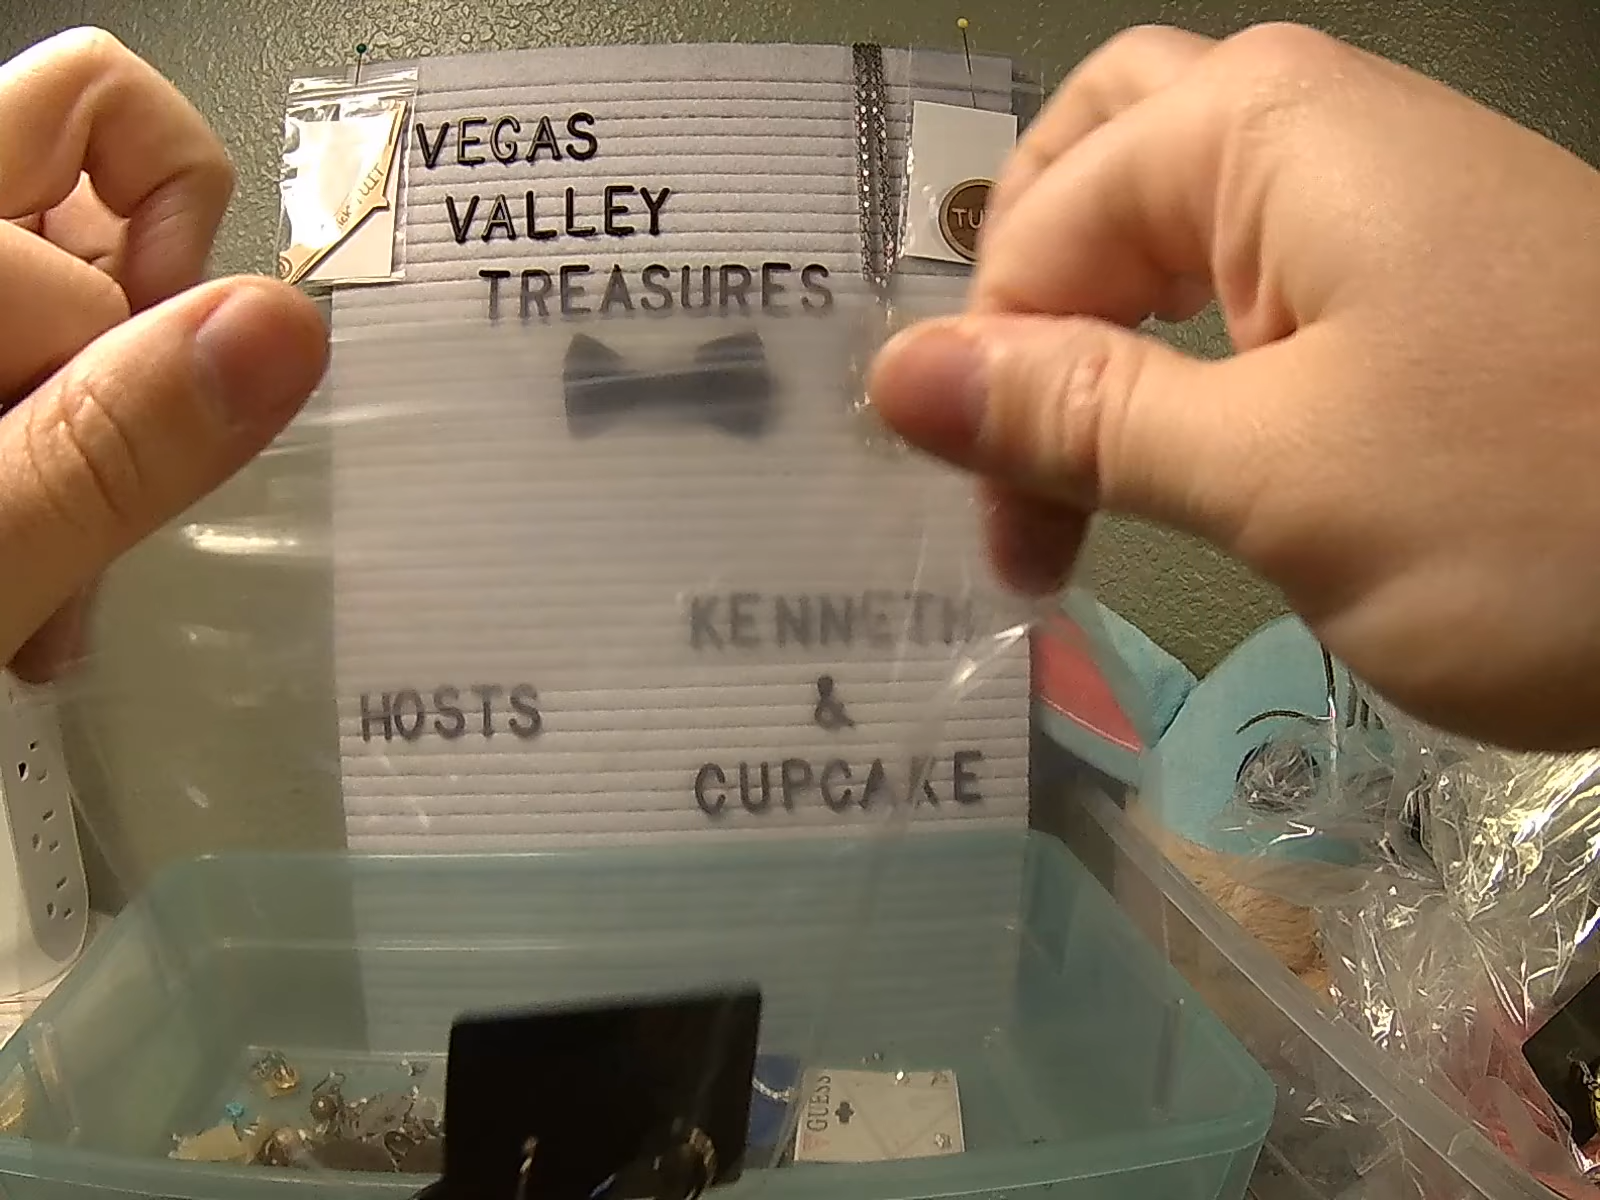 VEGAS
VALLEY
TREASURES
KENNETH
&
HOSTS
CUPCAKE
GUESS